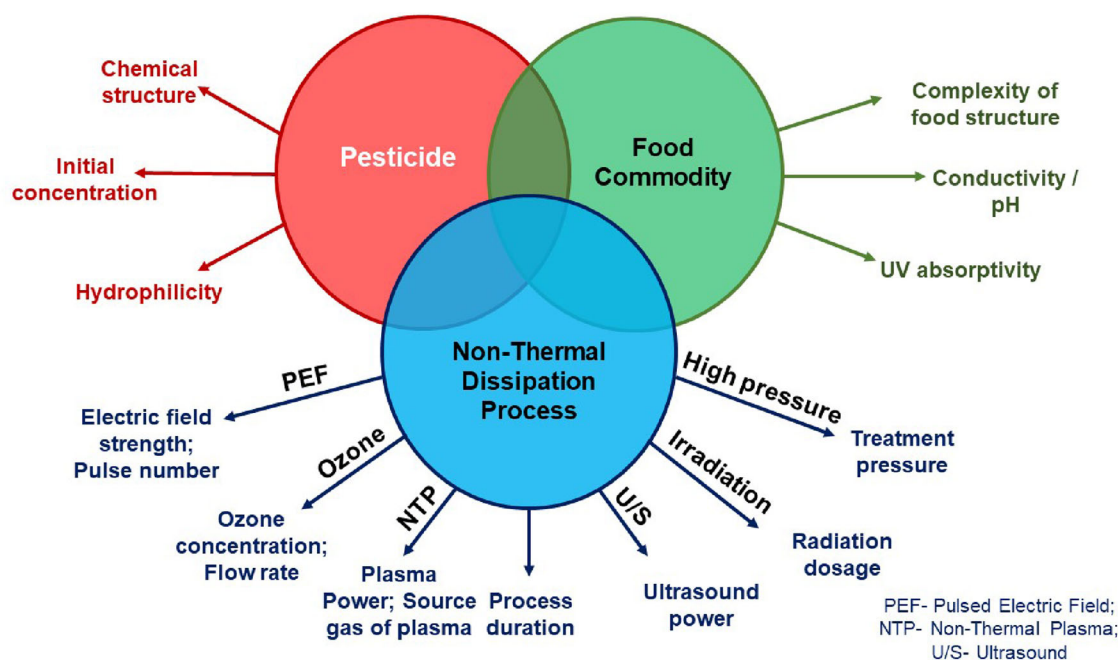 Chemical
structure
Initial
concentration
Hydrophilicity
Pesticide
Food
Commodity
Complexity of
food structure
Conductivity /
pH
UV absorptivity
Non-Thermal
Dissipation
Process
PEF
Electric field
strength;
Pulse number
Ozone
Ozone
concentration;
Flow rate
NTP
Plasma
Power; Source
gas of plasma
Process
duration
U/S
Ultrasound
power
Irradiation
Radiation
dosage
High pressure
Treatment
pressure
PEF- Pulsed Electric Field;
NTP- Non-Thermal Plasma;
U/S- Ultrasound